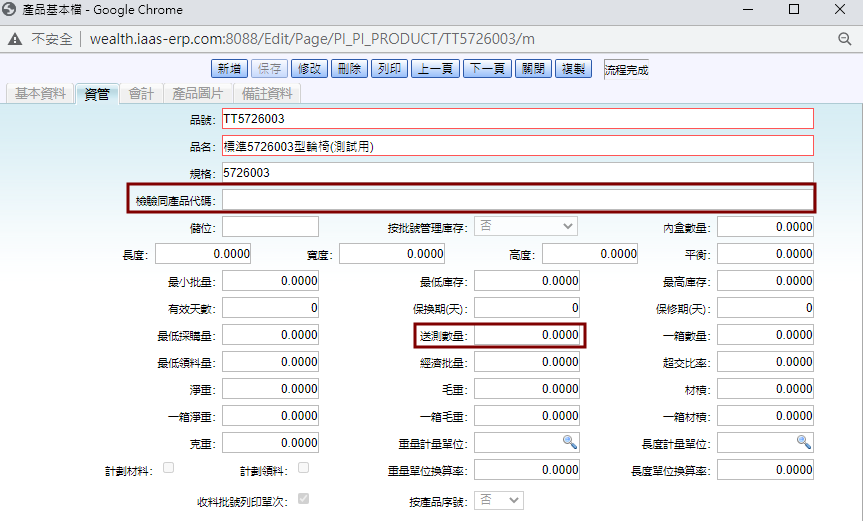 產品基本檔 - Google Chrome
不安全 wealth.iaas-erp.com:8088/Edit/Page/PI_PI_PRODUCT/TT5726003/m
新增 保存 修改 刪除 列印 上一頁 下一頁 關閉 複製 流程完成
基本資料 資管 會計 產品圖片 備註資料
品號: TT5726003
品名: 標準5726003型輪椅(測試用)
規格: 5726003
檢驗同產品代碼:
儲位: 按批號管理庫存: 否 內盒數量: 0.0000
長度: 0.0000 寬度: 0.0000 高度: 0.0000 平衡: 0.0000
最小批量: 0.0000 最低庫存: 0.0000 最高庫存: 0.0000
有效天數: 0 保換期(天): 0 保修期(天): 0
最低採購量: 0.0000 送測數量: 0.0000 一箱數量: 0.0000
最低領料量: 0.0000 經濟批量: 0.0000 超交比率: 0.0000
淨重: 0.0000 毛重: 0.0000 材積: 0.0000
一箱淨重: 0.0000 一箱毛重: 0.0000 一箱材積: 0.0000
克重: 0.0000 重量計量單位: 長度計量單位:
計劃材料: 計劃領料: 重量單位換算率: 0.0000 長度單位換算率: 0.0000
收料批號列印單次: 按產品序號: 否